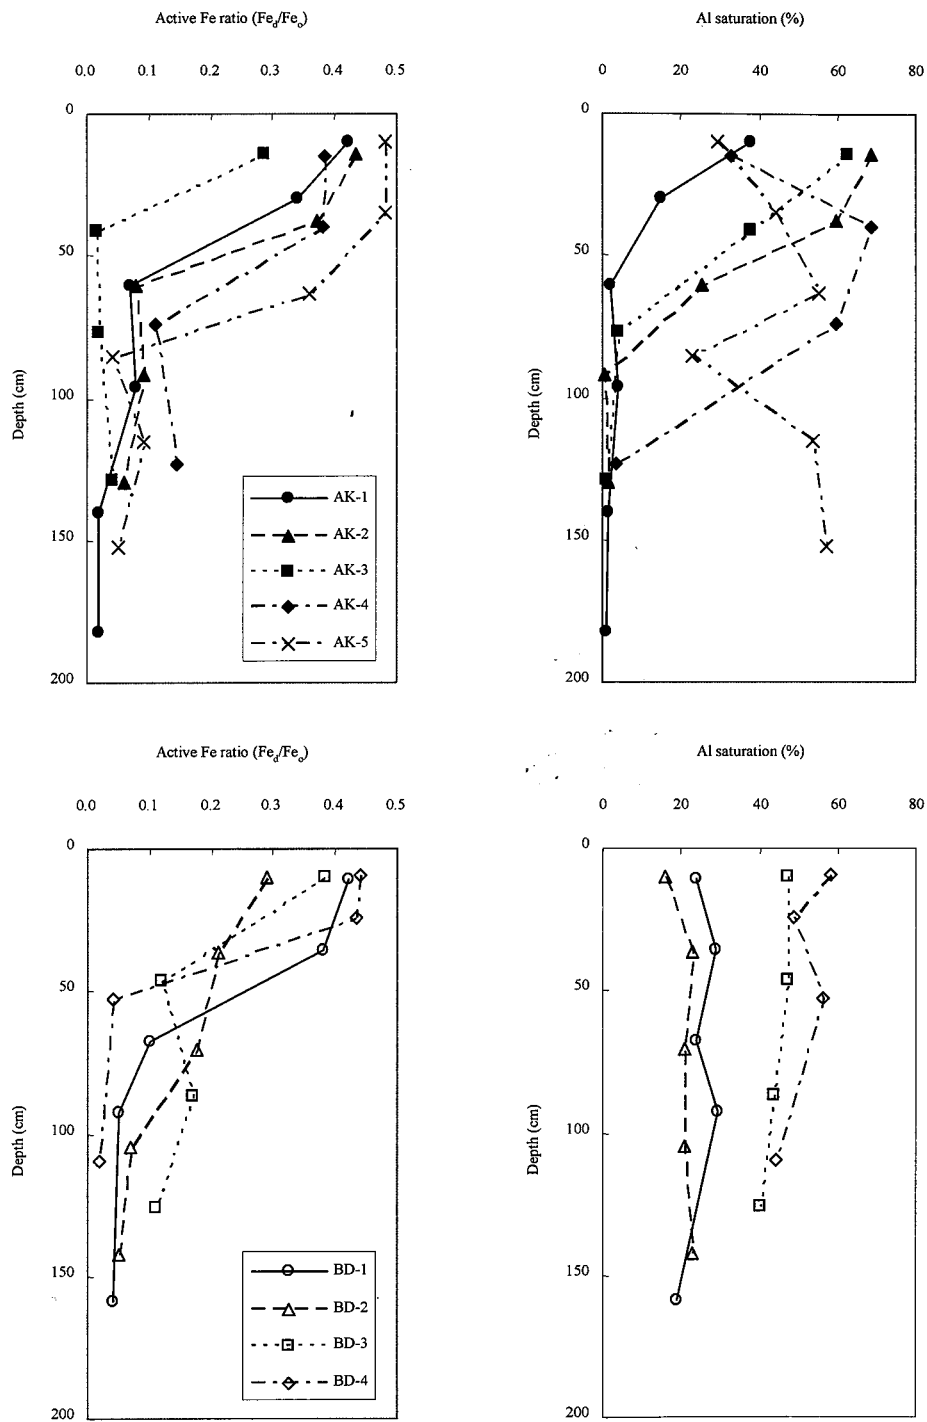 Active Fe ratio (Fed/Feo)
0.0 0.1 0.2 0.3 0.4 0.5
0
50
100
150
200
Depth (cm)
AK-1
AK-2
AK-3
AK-4
AK-5
Al saturation (%)
0 20 40 60 80
0
50
100
150
200
Depth (cm)
Active Fe ratio (Fed/Feo)
0.0 0.1 0.2 0.3 0.4 0.5
0
50
100
150
200
Depth (cm)
BD-1
BD-2
BD-3
BD-4
Al saturation (%)
0 20 40 60 80
0
50
100
150
200
Depth (cm)